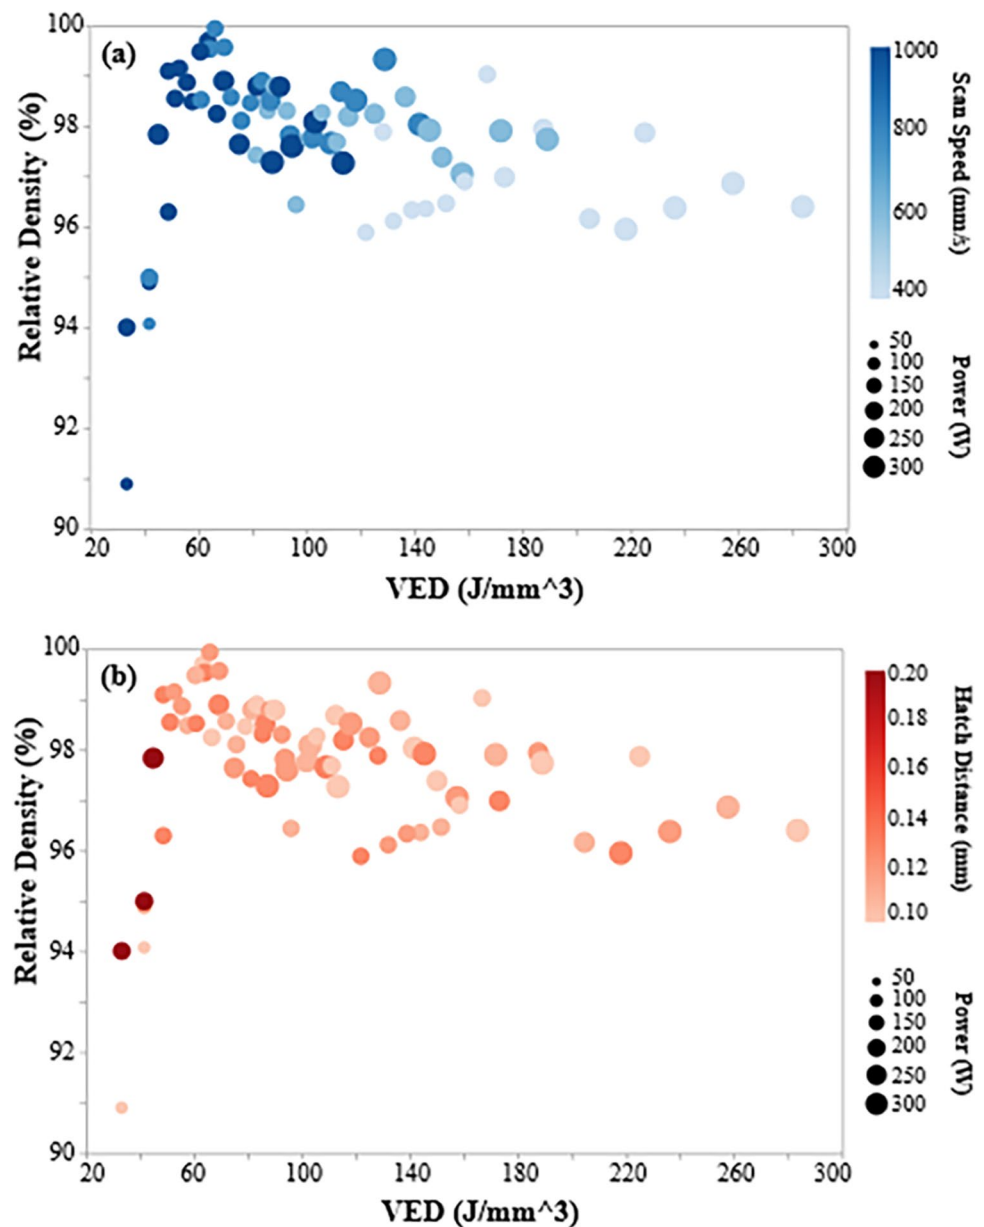 (a)
100
98
96
94
92
90
Relative Density (%)
20 60 100 140 180 220 260 300
VED (J/mm^3)
1000
800
600
400
Scan Speed (mm/s)
50
100
150
200
250
300
Power (W)
(b)
100
98
96
94
92
90
Relative Density (%)
20 60 100 140 180 220 260 300
VED (J/mm^3)
0.20
0.18
0.16
0.14
0.12
0.10
Hatch Distance (mm)
50
100
150
200
250
300
Power (W)